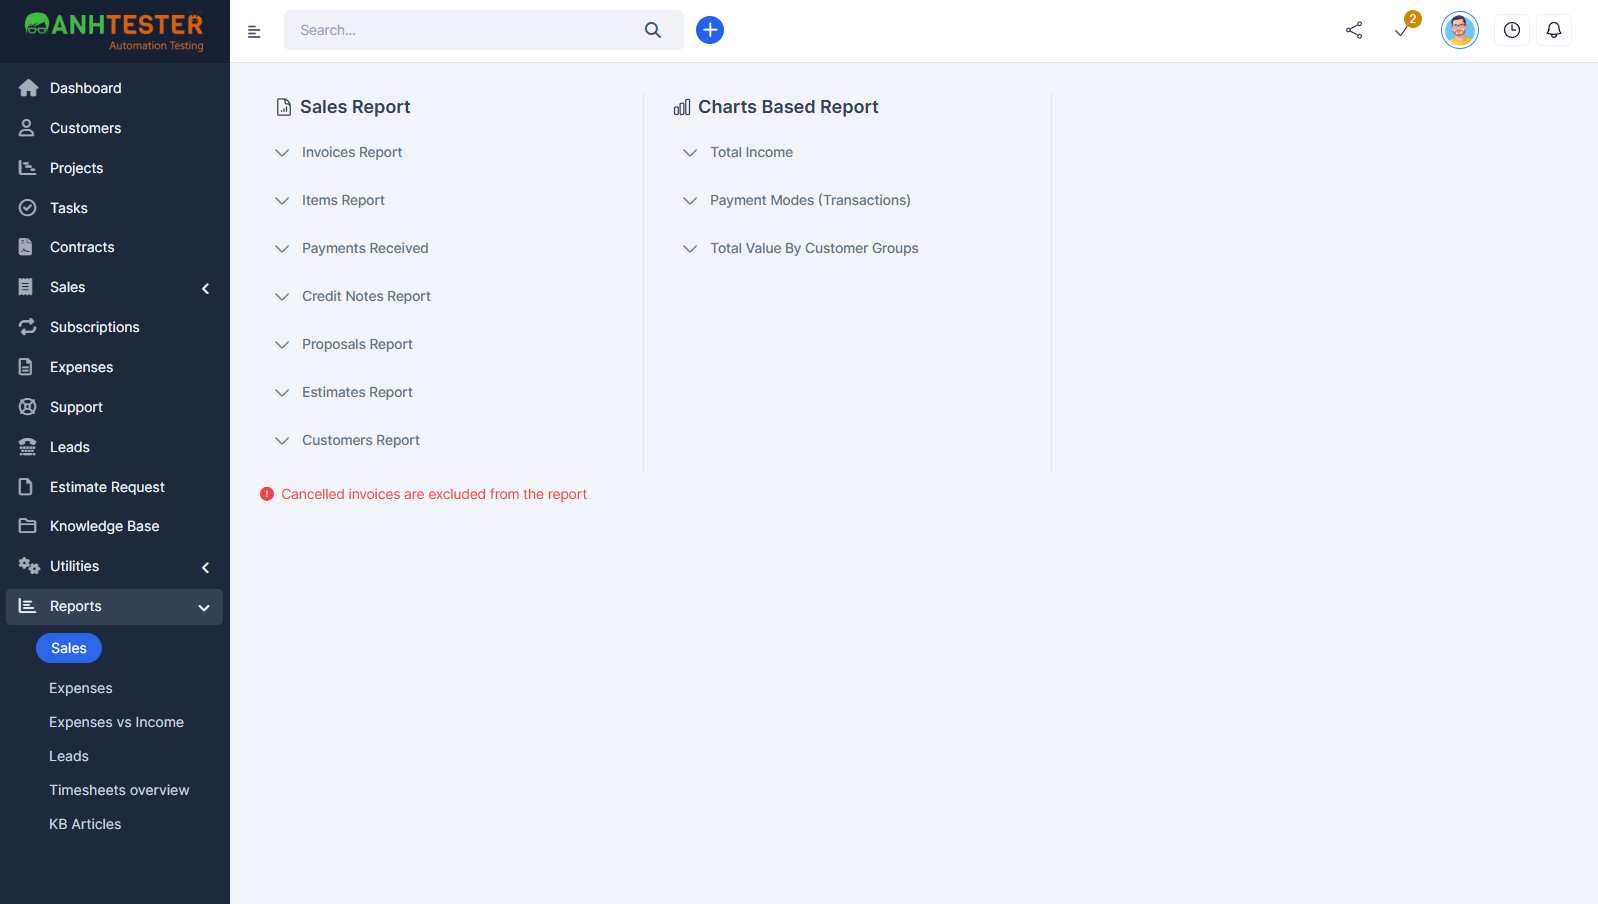 ANHTESTER
Automation Testing
Search...
2
Dashboard
Customers
Projects
Tasks
Contracts
Sales
Subscriptions
Expenses
Support
Leads
Estimate Request
Knowledge Base
Utilities
Reports
Sales
Expenses
Expenses vs Income
Leads
Timesheets overview
KB Articles
Sales Report
Invoices Report
Items Report
Payments Received
Credit Notes Report
Proposals Report
Estimates Report
Customers Report
Charts Based Report
Total Income
Payment Modes (Transactions)
Total Value By Customer Groups
Cancelled invoices are excluded from the report